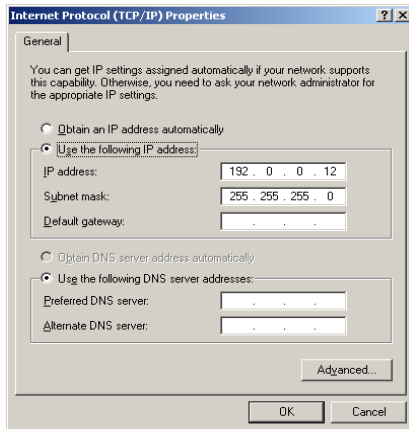 Internet Protocol (TCP/IP) Properties
General
You can get IP settings assigned automatically if your network supports
this capability. Otherwise, you need to ask your network administrator for
the appropriate IP settings.
Obtain an IP address automatically
Use the following IP address:
IP address: 192 . 0 . 0 . 12
Subnet mask: 255 . 255 . 255 . 0
Default gateway: . . .
Obtain DNS server address automatically
Use the following DNS server addresses:
Preferred DNS server: . . .
Alternate DNS server: . . .
Advanced...
OK Cancel